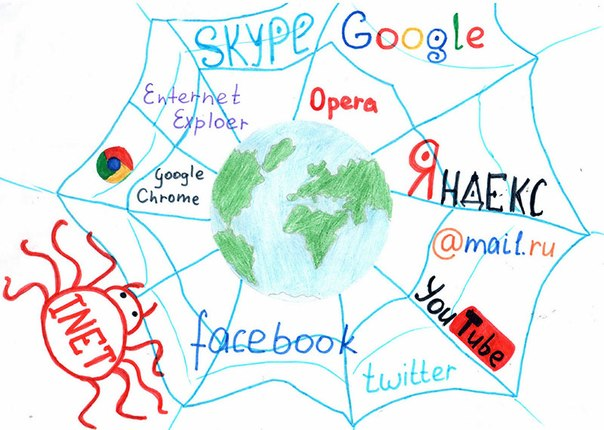 SKYPE
Google
Enternet
Exploer
Opera
google
Chrome
ЯНДЕКС
@mail.ru
YouTube
INET
facebook
twitter